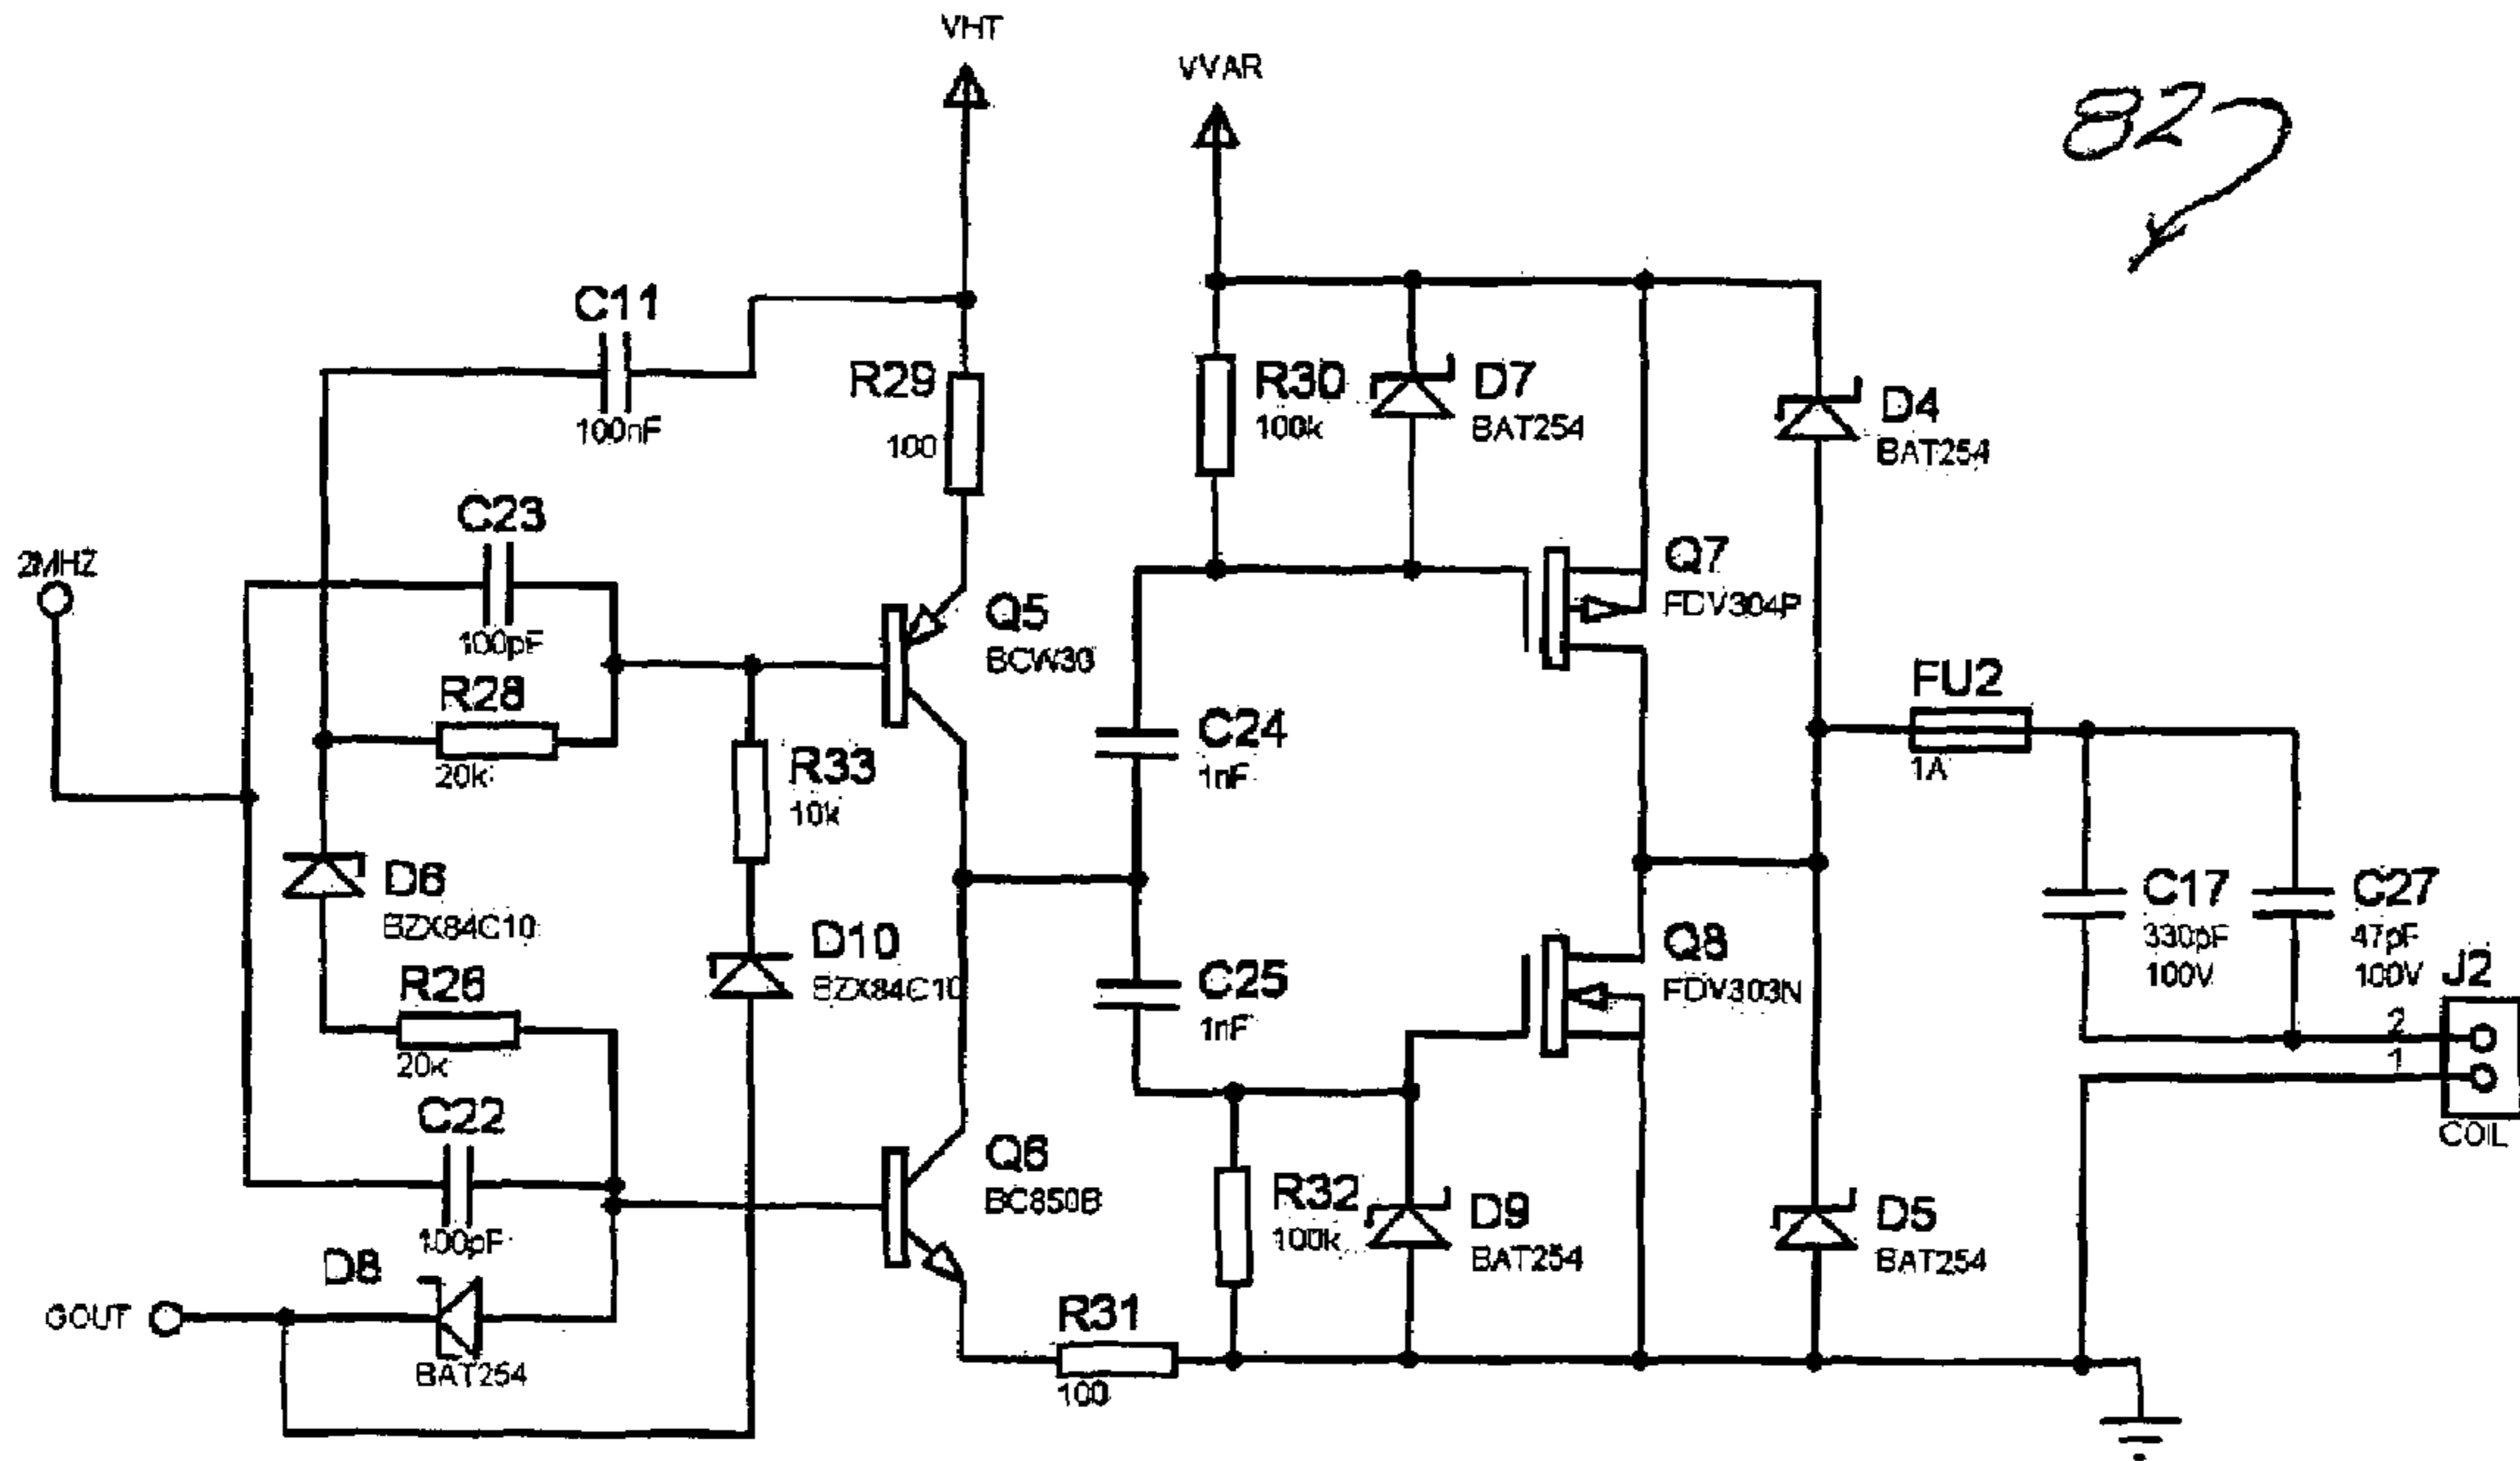 VHT
VVAR
82
C11
100nF
R29
100
R30
100k
D7
BAT254
D4
BAT254
C23
100pF
2MHZ
Q5
BCW30
Q7
FDV304P
R28
20k
R33
10k
C24
1nF
FU2
1A
D6
BZX84C10
D10
BZX84C10
C17
330pF
100V
C27
47pF
100V
J2
2
1
COIL
Q8
FDV303N
C25
1nF
R26
20k
C22
100pF
Q6
BC850B
R32
100k
D9
BAT254
D5
BAT254
D8
BAT254
GOUT
R31
100